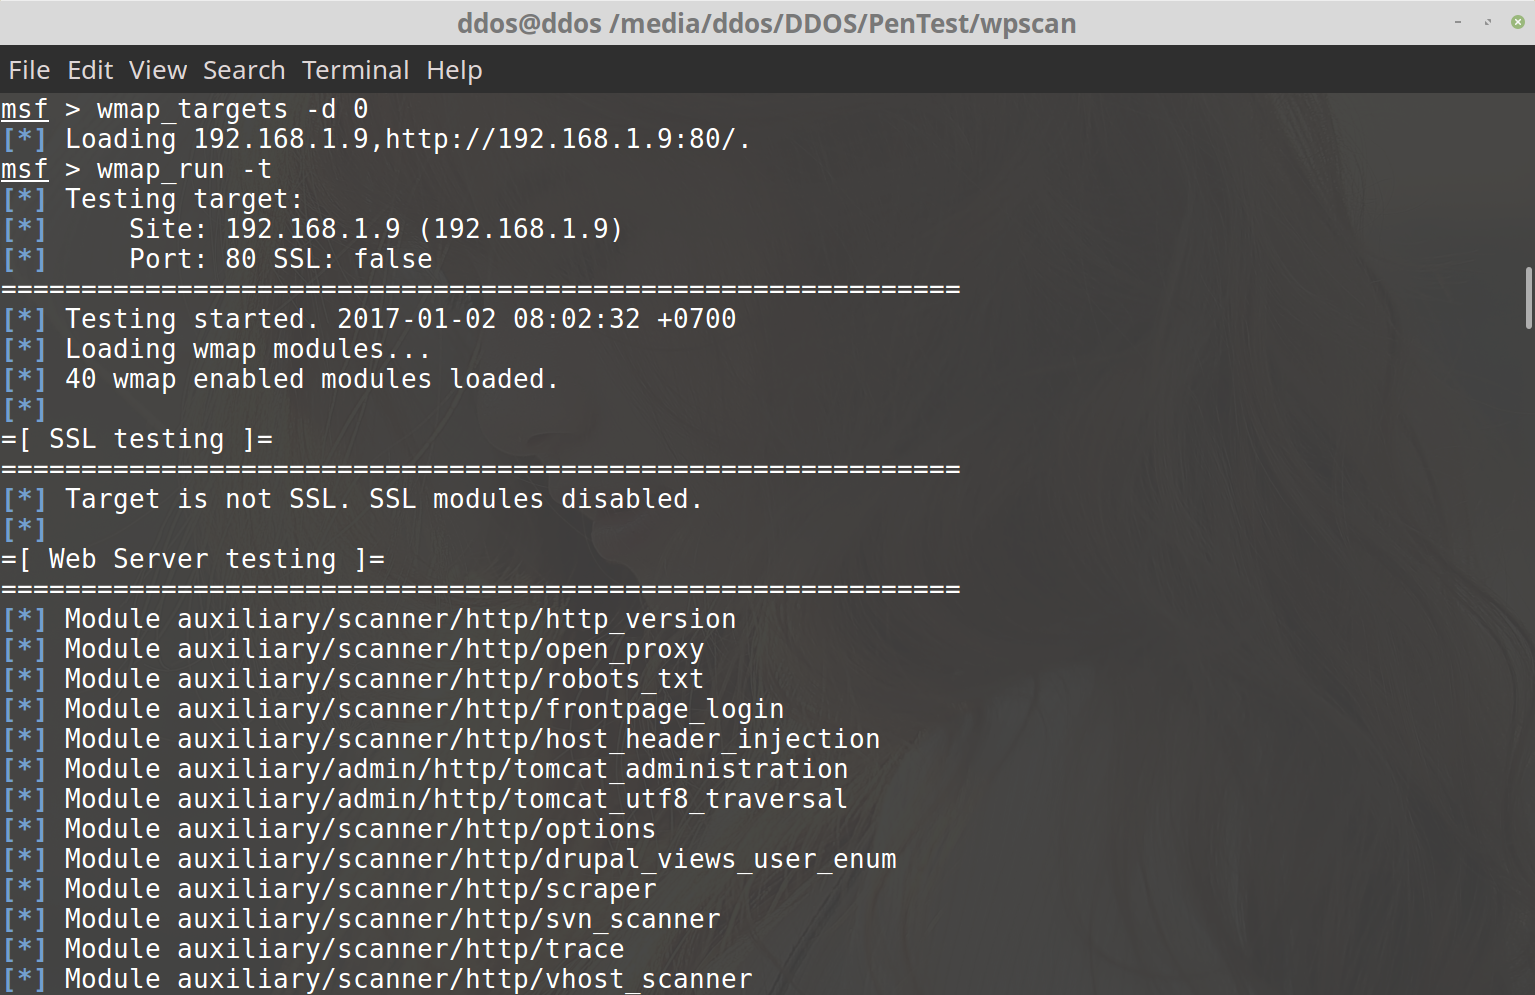 ddos@ddos /media/ddos/DDOS/PenTest/wpscan
File Edit View Search Terminal Help
msf > wmap_targets -d 0
[*] Loading 192.168.1.9,http://192.168.1.9:80/.
msf > wmap_run -t
[*] Testing target:
[*]     Site: 192.168.1.9 (192.168.1.9)
[*]     Port: 80 SSL: false
============================================================
[*] Testing started. 2017-01-02 08:02:32 +0700
[*] Loading wmap modules...
[*] 40 wmap enabled modules loaded.
[*]
=[ SSL testing ]=
============================================================
[*] Target is not SSL. SSL modules disabled.
[*]
=[ Web Server testing ]=
============================================================
[*] Module auxiliary/scanner/http/http_version
[*] Module auxiliary/scanner/http/open_proxy
[*] Module auxiliary/scanner/http/robots_txt
[*] Module auxiliary/scanner/http/frontpage_login
[*] Module auxiliary/scanner/http/host_header_injection
[*] Module auxiliary/admin/http/tomcat_administration
[*] Module auxiliary/admin/http/tomcat_utf8_traversal
[*] Module auxiliary/scanner/http/options
[*] Module auxiliary/scanner/http/drupal_views_user_enum
[*] Module auxiliary/scanner/http/scraper
[*] Module auxiliary/scanner/http/svn_scanner
[*] Module auxiliary/scanner/http/trace
[*] Module auxiliary/scanner/http/vhost_scanner